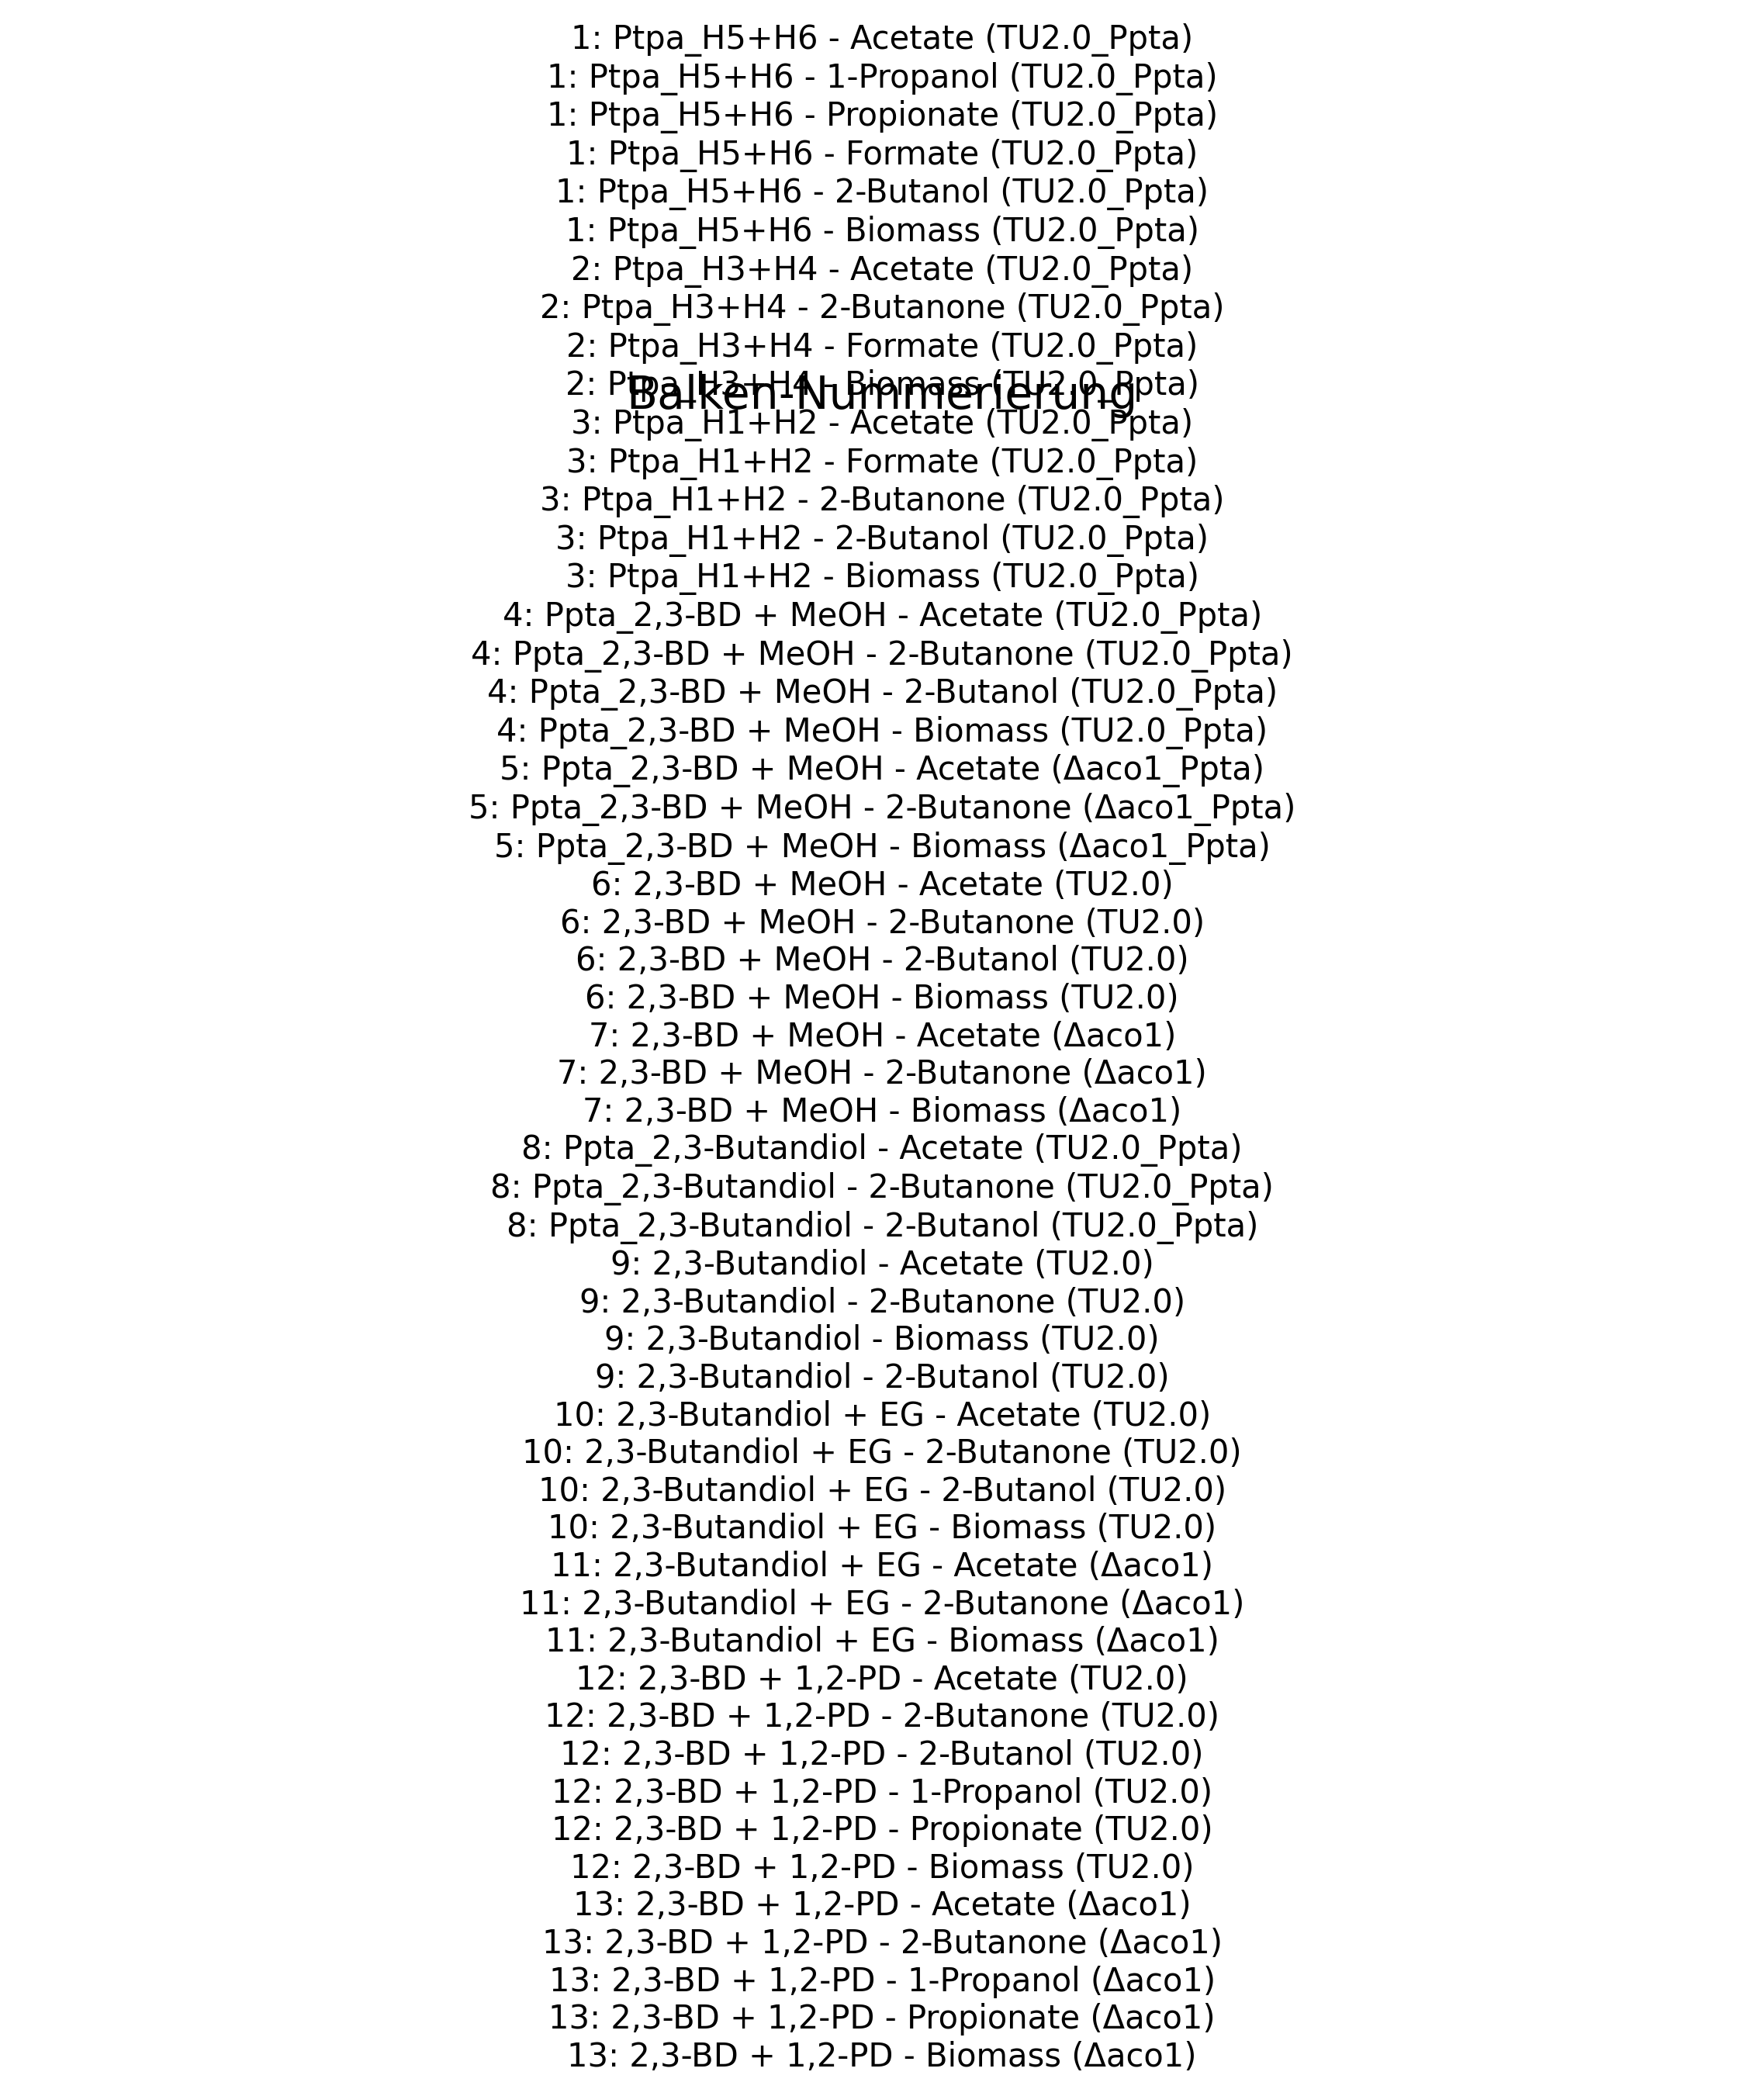 1: Ptpa_H5+H6 - Acetate (TU2.0_Ppta)
1: Ptpa_H5+H6 - 1-Propanol (TU2.0_Ppta)
1: Ptpa_H5+H6 - Propionate (TU2.0_Ppta)
1: Ptpa_H5+H6 - Formate (TU2.0_Ppta)
1: Ptpa_H5+H6 - 2-Butanol (TU2.0_Ppta)
1: Ptpa_H5+H6 - Biomass (TU2.0_Ppta)
2: Ptpa_H3+H4 - Acetate (TU2.0_Ppta)
2: Ptpa_H3+H4 - 2-Butanone (TU2.0_Ppta)
2: Ptpa_H3+H4 - Formate (TU2.0_Ppta)
2: Ptpa_H3+H4 - Biomass (TU2.0_Ppta)
Balken-Nummerierung
3: Ptpa_H1+H2 - Acetate (TU2.0_Ppta)
3: Ptpa_H1+H2 - Formate (TU2.0_Ppta)
3: Ptpa_H1+H2 - 2-Butanone (TU2.0_Ppta)
3: Ptpa_H1+H2 - 2-Butanol (TU2.0_Ppta)
3: Ptpa_H1+H2 - Biomass (TU2.0_Ppta)
4: Ppta_2,3-BD + MeOH - Acetate (TU2.0_Ppta)
4: Ppta_2,3-BD + MeOH - 2-Butanone (TU2.0_Ppta)
4: Ppta_2,3-BD + MeOH - 2-Butanol (TU2.0_Ppta)
4: Ppta_2,3-BD + MeOH - Biomass (TU2.0_Ppta)
5: Ppta_2,3-BD + MeOH - Acetate (Δaco1_Ppta)
5: Ppta_2,3-BD + MeOH - 2-Butanone (Δaco1_Ppta)
5: Ppta_2,3-BD + MeOH - Biomass (Δaco1_Ppta)
6: 2,3-BD + MeOH - Acetate (TU2.0)
6: 2,3-BD + MeOH - 2-Butanone (TU2.0)
6: 2,3-BD + MeOH - 2-Butanol (TU2.0)
6: 2,3-BD + MeOH - Biomass (TU2.0)
7: 2,3-BD + MeOH - Acetate (Δaco1)
7: 2,3-BD + MeOH - 2-Butanone (Δaco1)
7: 2,3-BD + MeOH - Biomass (Δaco1)
8: Ppta_2,3-Butandiol - Acetate (TU2.0_Ppta)
8: Ppta_2,3-Butandiol - 2-Butanone (TU2.0_Ppta)
8: Ppta_2,3-Butandiol - 2-Butanol (TU2.0_Ppta)
9: 2,3-Butandiol - Acetate (TU2.0)
9: 2,3-Butandiol - 2-Butanone (TU2.0)
9: 2,3-Butandiol - Biomass (TU2.0)
9: 2,3-Butandiol - 2-Butanol (TU2.0)
10: 2,3-Butandiol + EG - Acetate (TU2.0)
10: 2,3-Butandiol + EG - 2-Butanone (TU2.0)
10: 2,3-Butandiol + EG - 2-Butanol (TU2.0)
10: 2,3-Butandiol + EG - Biomass (TU2.0)
11: 2,3-Butandiol + EG - Acetate (Δaco1)
11: 2,3-Butandiol + EG - 2-Butanone (Δaco1)
11: 2,3-Butandiol + EG - Biomass (Δaco1)
12: 2,3-BD + 1,2-PD - Acetate (TU2.0)
12: 2,3-BD + 1,2-PD - 2-Butanone (TU2.0)
12: 2,3-BD + 1,2-PD - 2-Butanol (TU2.0)
12: 2,3-BD + 1,2-PD - 1-Propanol (TU2.0)
12: 2,3-BD + 1,2-PD - Propionate (TU2.0)
12: 2,3-BD + 1,2-PD - Biomass (TU2.0)
13: 2,3-BD + 1,2-PD - Acetate (Δaco1)
13: 2,3-BD + 1,2-PD - 2-Butanone (Δaco1)
13: 2,3-BD + 1,2-PD - 1-Propanol (Δaco1)
13: 2,3-BD + 1,2-PD - Propionate (Δaco1)
13: 2,3-BD + 1,2-PD - Biomass (Δaco1)